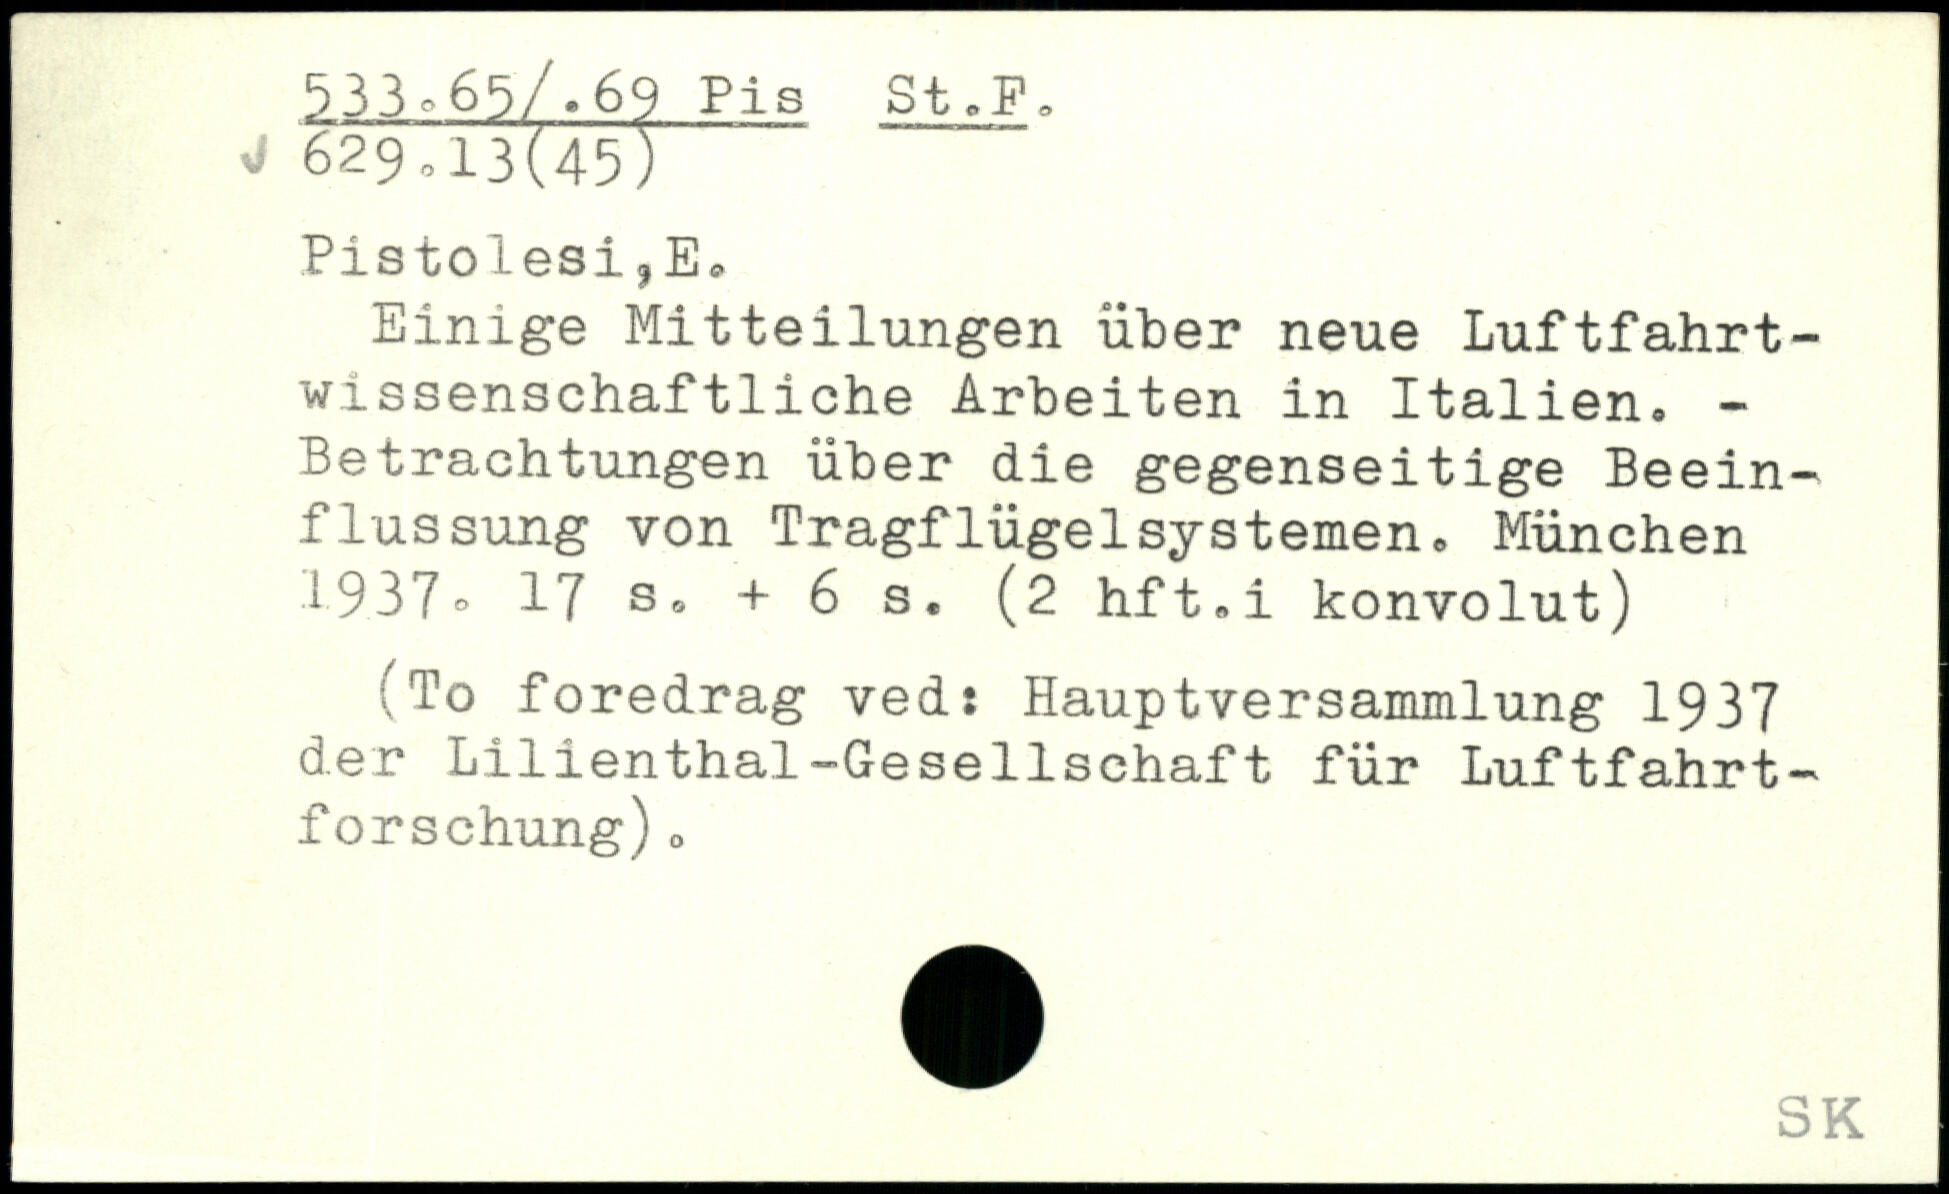 533.65/.69 Pis St.F.
629.13(45)
Pistolesi,E.
Einige Mitteilungen über neue Luftfahrt-
wissenschaftliche Arbeiten in Italien. -
Betrachtungen über die gegenseitige Beein-
flussung von Tragflügelsystemen. München
1937. 17 s. + 6 s. (2 hft.i konvolut)
(To foredrag ved: Hauptversammlung 1937
der Lilienthal-Gesellschaft für Luftfahrt-
forschung).
SK